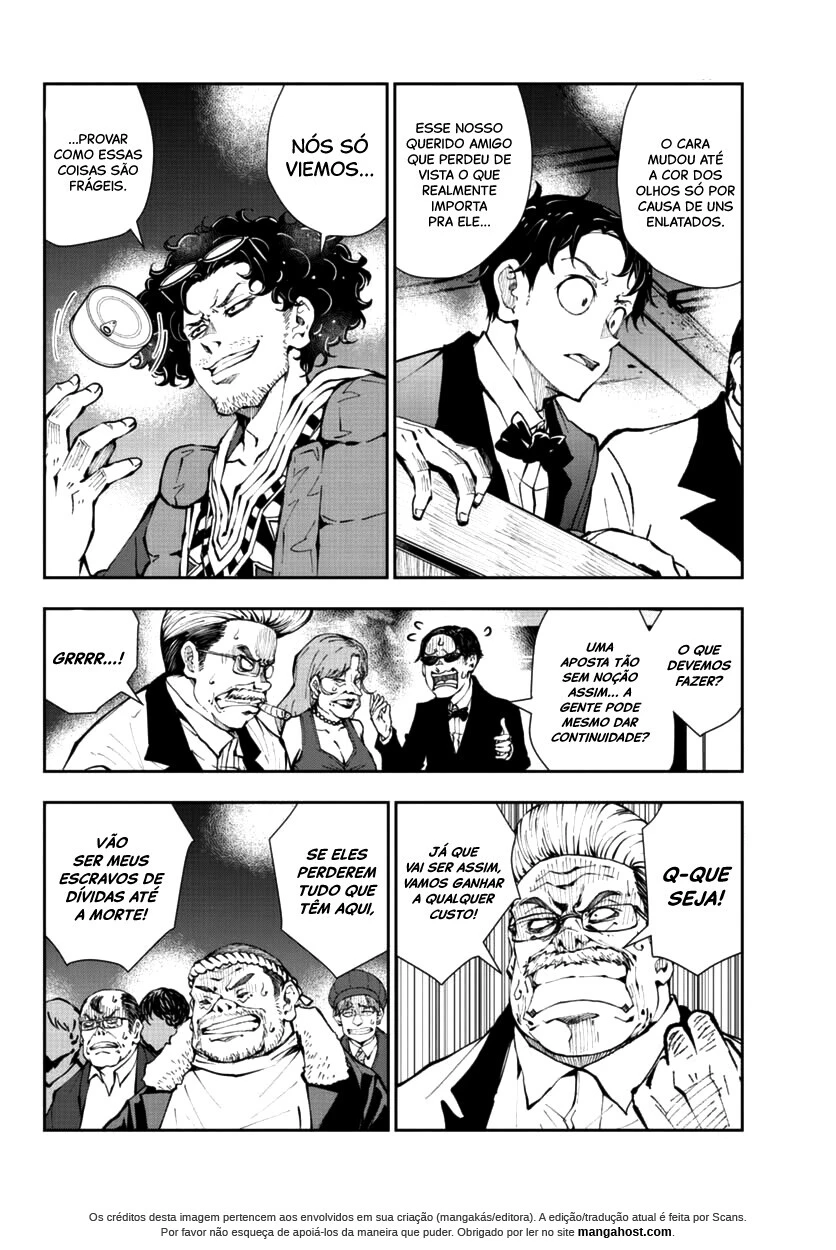 O CARA
MUDOU ATÉ
A COR DOS
OLHOS SÓ POR
CAUSA DE UNS
ENLATADOS.
ESSE NOSSO
QUERIDO AMIGO
QUE PERDEU DE
VISTA O QUE
REALMENTE
IMPORTA
PRA ELE...
NÓS SÓ
VIEMOS...
...PROVAR
COMO ESSAS
COISAS SÃO
FRÁGEIS.
O QUE
DEVEMOS
FAZER?
UMA
APOSTA TÃO
SEM NOÇÃO
ASSIM... A
GENTE PODE
MESMO DAR
CONTINUIDADE?
GRRRR...!
Q-QUE
SEJA!
JÁ QUE
VAI SER ASSIM,
VAMOS GANHAR
A QUALQUER
CUSTO!
SE ELES
PERDEREM
TUDO QUE
TÊM AQUI,
VÃO
SER MEUS
ESCRAVOS DE
DÍVIDAS ATÉ
A MORTE!
Os créditos desta imagem pertencem aos envolvidos em sua criação (mangakás/editora). A edição/tradução atual é feita por Scans.
Por favor não esqueça de apoiá-los da maneira que puder. Obrigado por ler no site mangahost.com.